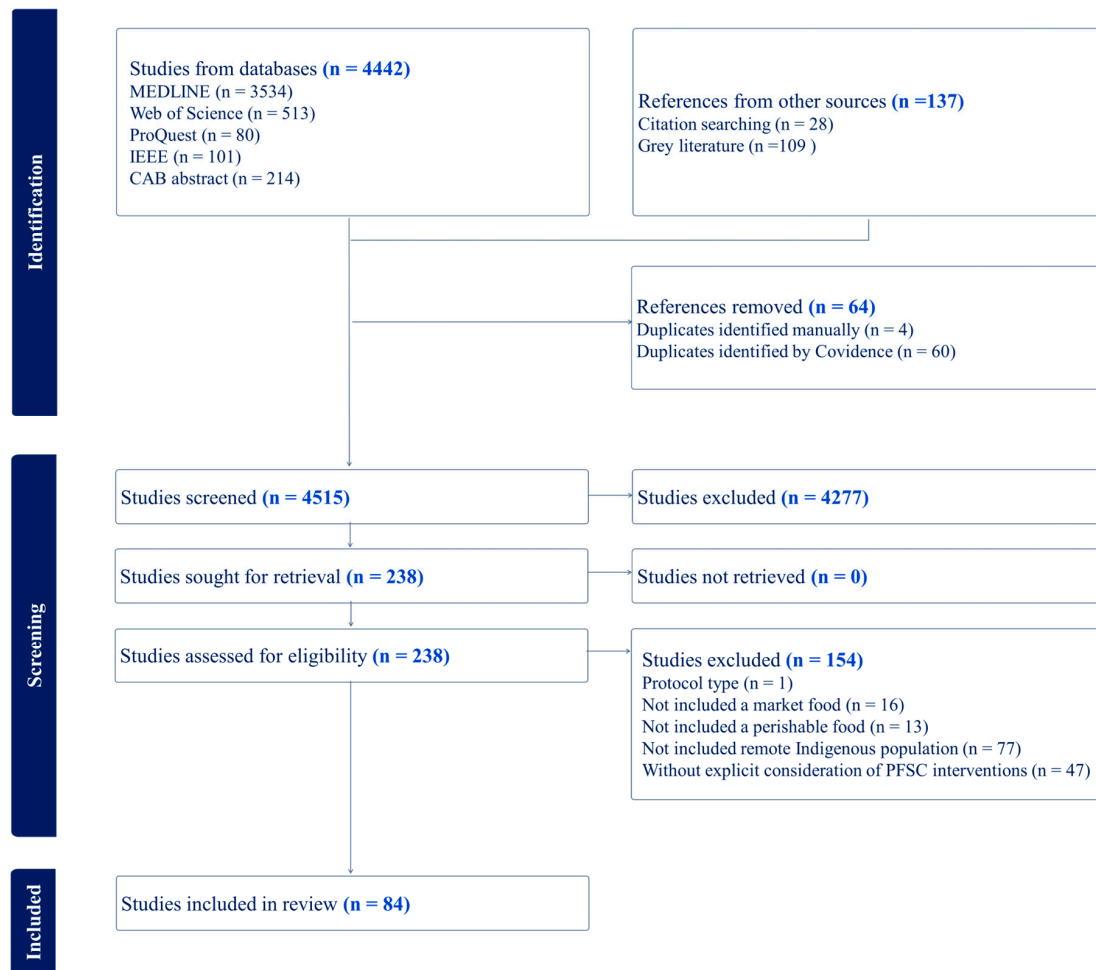 Identification
Studies from databases (n = 4442)
MEDLINE (n = 3534)
Web of Science (n = 513)
ProQuest (n = 80)
IEEE (n = 101)
CAB abstract (n = 214)
References from other sources (n =137)
Citation searching (n = 28)
Grey literature (n =109 )
References removed (n = 64)
Duplicates identified manually (n = 4)
Duplicates identified by Covidence (n = 60)
Screening
Studies screened (n = 4515)
Studies excluded (n = 4277)
Studies sought for retrieval (n = 238)
Studies not retrieved (n = 0)
Studies assessed for eligibility (n = 238)
Studies excluded (n = 154)
Protocol type (n = 1)
Not included a market food (n = 16)
Not included a perishable food (n = 13)
Not included remote Indigenous population (n = 77)
Without explicit consideration of PFSC interventions (n = 47)
Included
Studies included in review (n = 84)